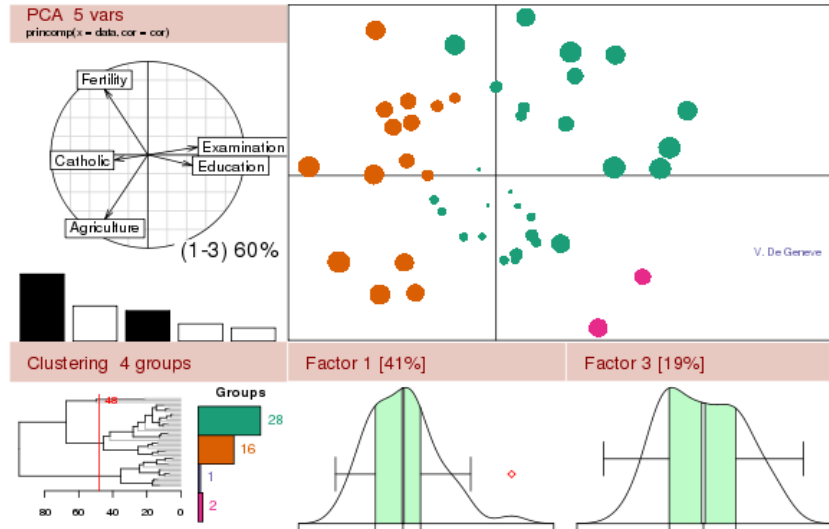 PCA 5 vars
princomp(x = data, cor = cor)
Fertility
Examination
Catholic
Education
Agriculture
(1-3) 60%
V. De Geneve
Clustering 4 groups
Factor 1 [41%]
Factor 3 [19%]
Groups
48
28
16
1
2
80 60 40 20 0